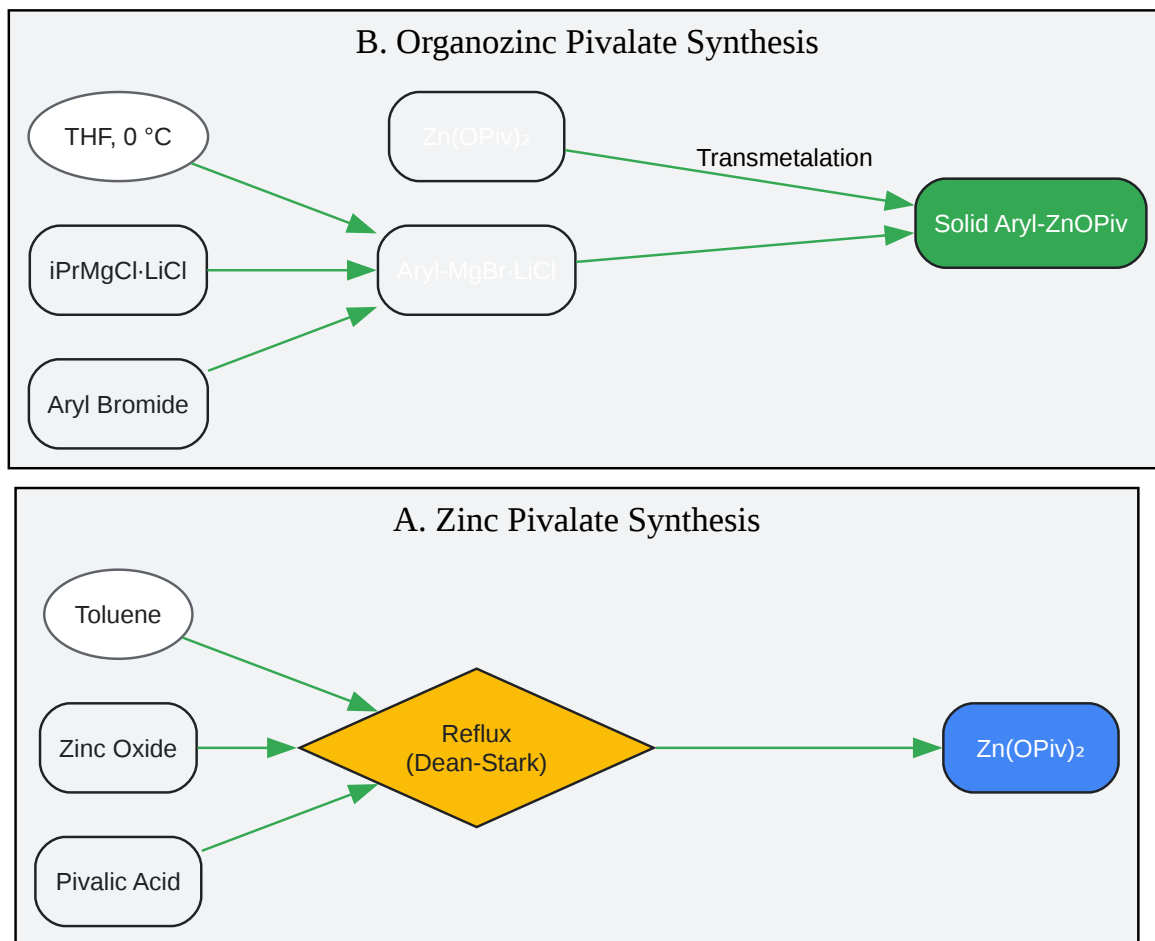 B. Organozinc Pivalate Synthesis
THF, 0 °C
Zn(OPiv)₂
Transmetalation
Solid Aryl-ZnOPiv
iPrMgCl·LiCl
Aryl-MgBr·LiCl
Aryl Bromide
A. Zinc Pivalate Synthesis
Toluene
Zinc Oxide
Reflux
(Dean-Stark)
Zn(OPiv)₂
Pivalic Acid